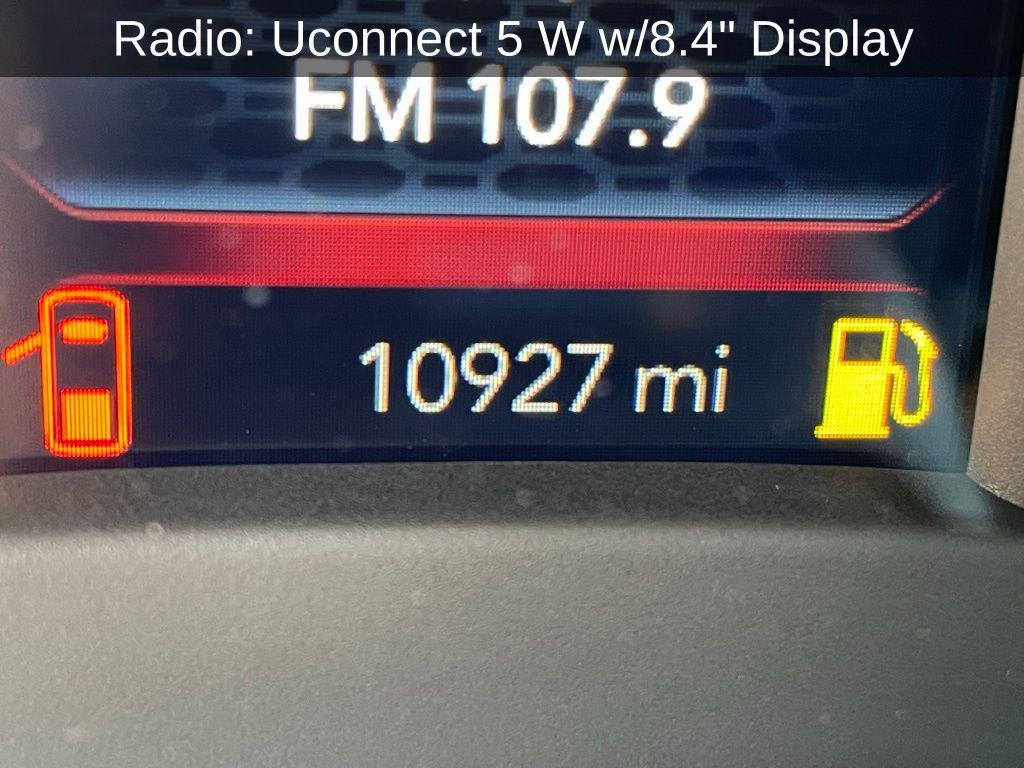 Radio: Uconnect 5 W w/8.4" Display
FM 107.9
10927 mi